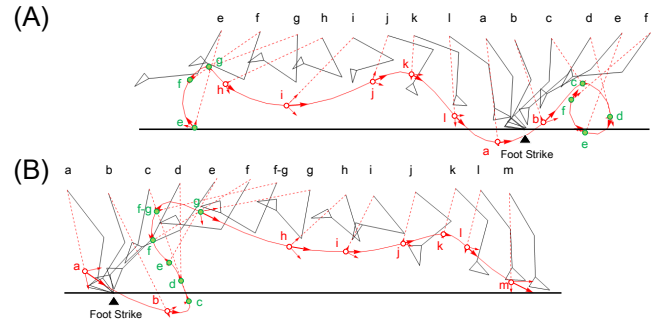 (A)
e f g h i j k l a b c d e f
g
f
h
i
j
k
e
l
a
b
c
f
d
e
Foot Strike
(B)
a b c d e f f-g g h i j k l m
f-g
g
a
f
e
d
c
b
h
i
j
k
l
m
Foot Strike